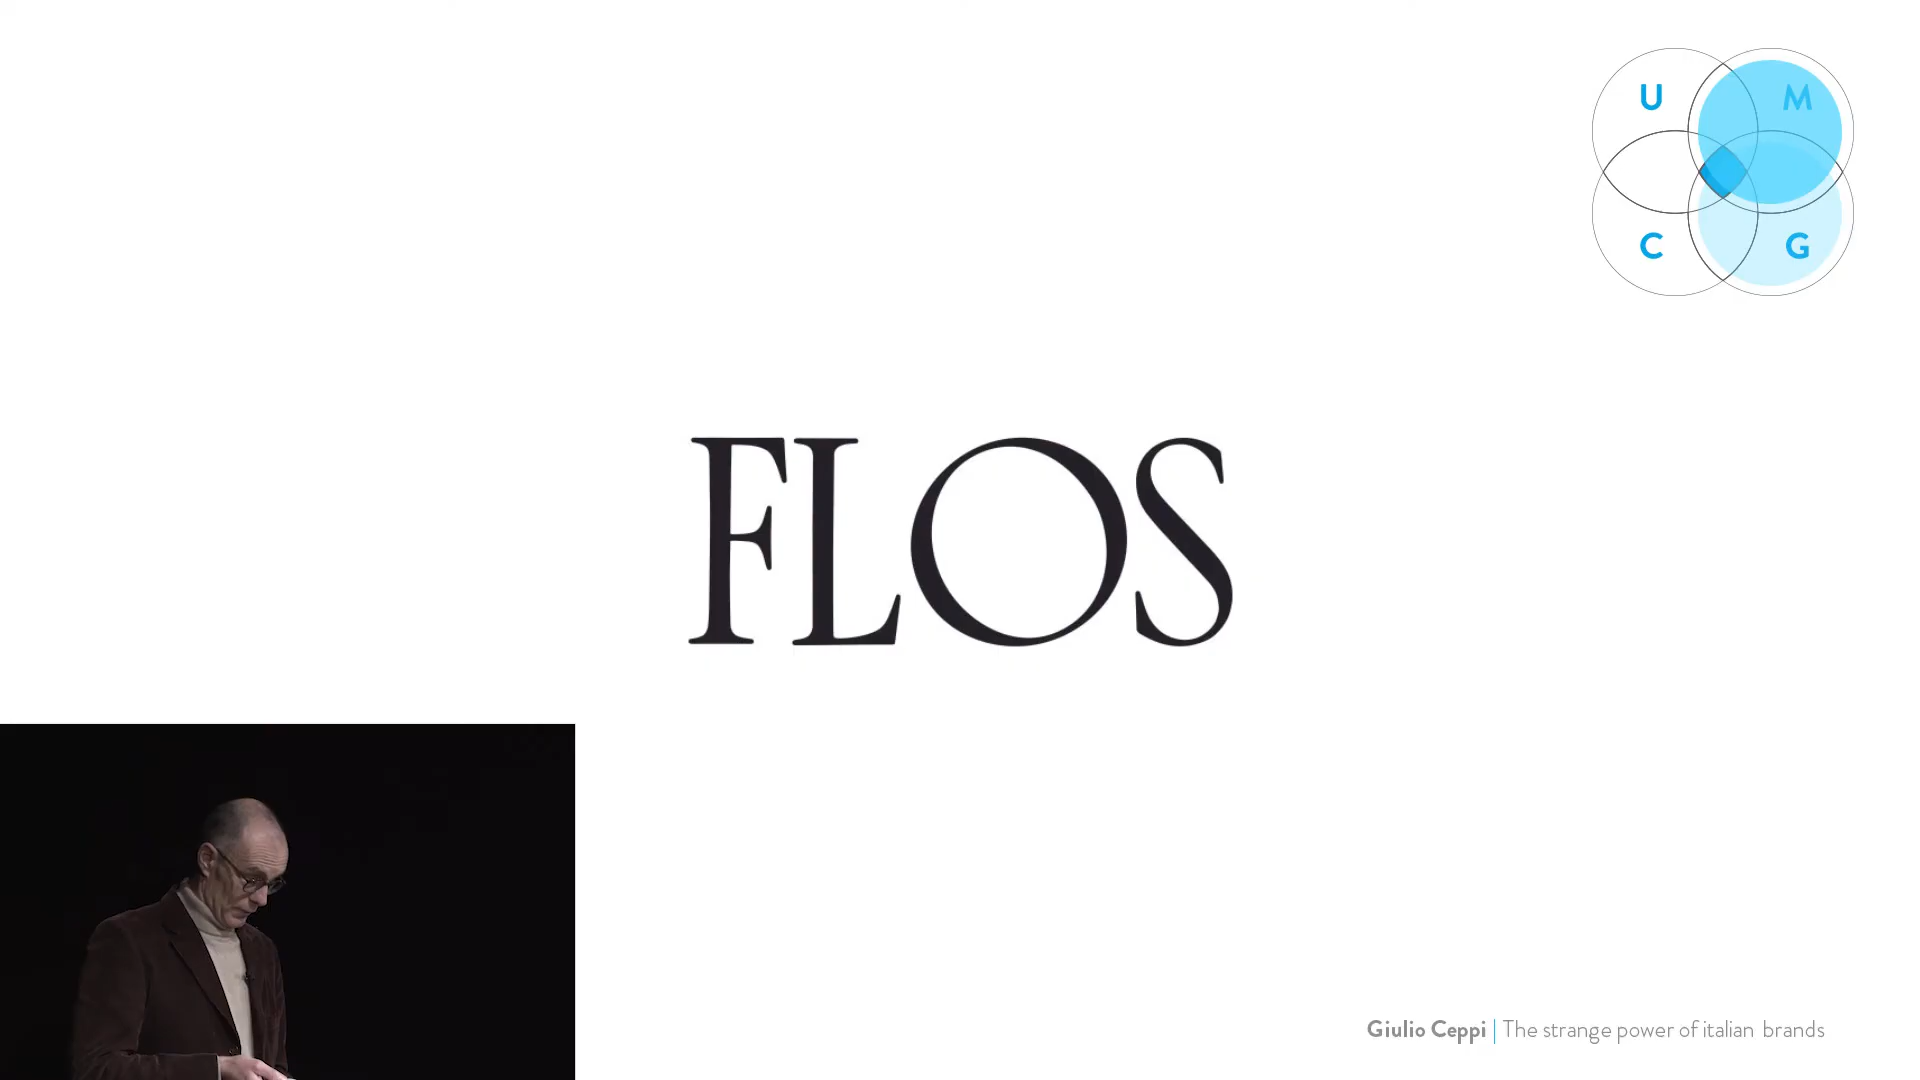 U M
C G
FLOS
Giulio Ceppi | The strange power of italian brands